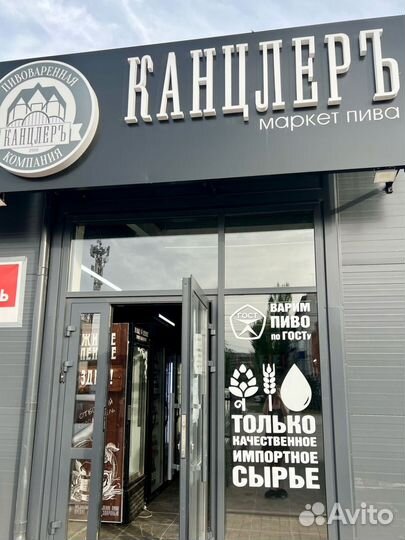 ПИВОВАРЕННАЯ
КАНЦЛЕРЪ
КОМПАНИЯ
КАНЦЛЕРЪ
маркет пива
ГОСТ
ВАРИМ
ПИВО
по ГОСТу
ТОЛЬКО
КАЧЕСТВЕННОЕ
ИМПОРТНОЕ
СЫРЬЕ
Avito